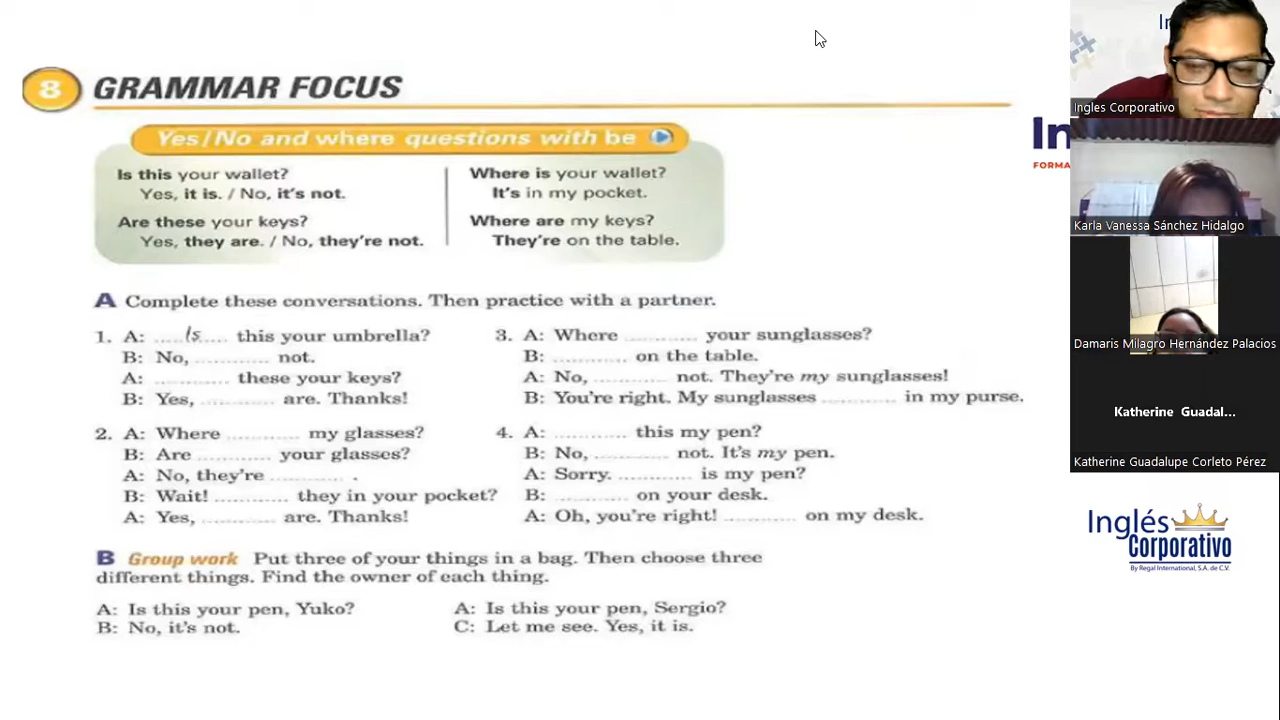 8 GRAMMAR FOCUS
Yes/No and where questions with be
Is this your wallet?
Yes, it is. / No, it's not.
Are these your keys?
Yes, they are. / No, they're not.
Where is your wallet?
It's in my pocket.
Where are my keys?
They're on the table.
A Complete these conversations. Then practice with a partner.
1. A: ....Is.... this your umbrella?
B: No, .......... not.
A: .......... these your keys?
B: Yes, .......... are. Thanks!
2. A: Where .......... my glasses?
B: Are .......... your glasses?
A: No, they're .......... .
B: Wait! .......... they in your pocket?
A: Yes, .......... are. Thanks!
3. A: Where .......... your sunglasses?
B: .......... on the table.
A: No, .......... not. They're my sunglasses!
B: You're right. My sunglasses .......... in my purse.
4. A: .......... this my pen?
B: No, .......... not. It's my pen.
A: Sorry. .......... is my pen?
B: .......... on your desk.
A: Oh, you're right! .......... on my desk.
B Group work Put three of your things in a bag. Then choose three
different things. Find the owner of each thing.
A: Is this your pen, Yuko?
B: No, it's not.
A: Is this your pen, Sergio?
C: Let me see. Yes, it is.
In
FORMA
In
Ingles Corporativo
Karla Vanessa Sánchez Hidalgo
Damaris Milagro Hernández Palacios
Katherine Guadal...
Katherine Guadalupe Corleto Pérez
Inglés
Corporativo
By Regal International, S.A. de C.V.